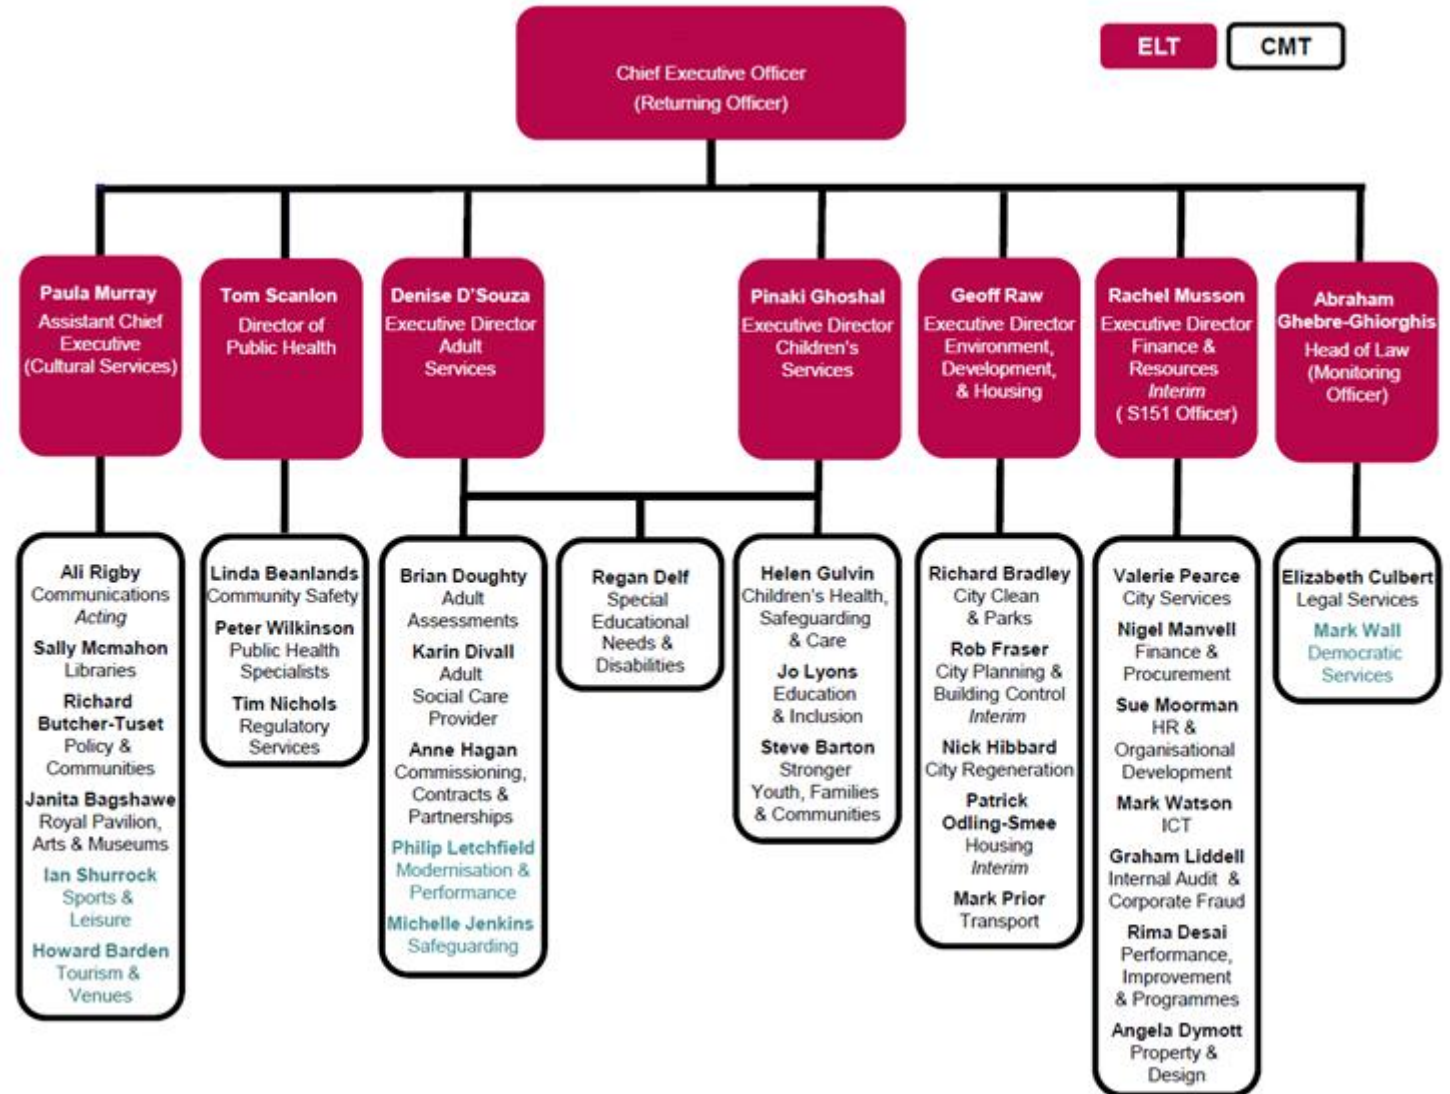 Chief Executive Officer
(Returning Officer)
ELT
CMT
Paula Murray
Assistant Chief
Executive
(Cultural Services)
Tom Scanlon
Director of
Public Health
Denise D'Souza
Executive Director
Adult
Services
Pinaki Ghoshal
Executive Director
Children's
Services
Geoff Raw
Executive Director
Environment,
Development,
& Housing
Rachel Musson
Executive Director
Finance &
Resources
Interim
( S151 Officer)
Abraham
Ghebre-Ghiorghis
Head of Law
(Monitoring
Officer)
Ali Rigby
Communications
Acting
Sally Mcmahon
Libraries
Richard
Butcher-Tuset
Policy &
Communities
Janita Bagshawe
Royal Pavilion,
Arts & Museums
Ian Shurrock
Sports &
Leisure
Howard Barden
Tourism &
Venues
Linda Beanlands
Community Safety
Peter Wilkinson
Public Health
Specialists
Tim Nichols
Regulatory
Services
Brian Doughty
Adult
Assessments
Karin Divall
Adult
Social Care
Provider
Anne Hagan
Commissioning,
Contracts &
Partnerships
Philip Letchfield
Modernisation &
Performance
Michelle Jenkins
Safeguarding
Regan Delf
Special
Educational
Needs &
Disabilities
Helen Gulvin
Children's Health,
Safeguarding
& Care
Jo Lyons
Education
& Inclusion
Steve Barton
Stronger
Youth, Families
& Communities
Richard Bradley
City Clean
& Parks
Rob Fraser
City Planning &
Building Control
Interim
Nick Hibbard
City Regeneration
Patrick
Odling-Smee
Housing
Interim
Mark Prior
Transport
Valerie Pearce
City Services
Nigel Manvell
Finance &
Procurement
Sue Moorman
HR &
Organisational
Development
Mark Watson
ICT
Graham Liddell
Internal Audit &
Corporate Fraud
Rima Desai
Performance,
Improvement
& Programmes
Angela Dymott
Property &
Design
Elizabeth Culbert
Legal Services
Mark Wall
Democratic
Services